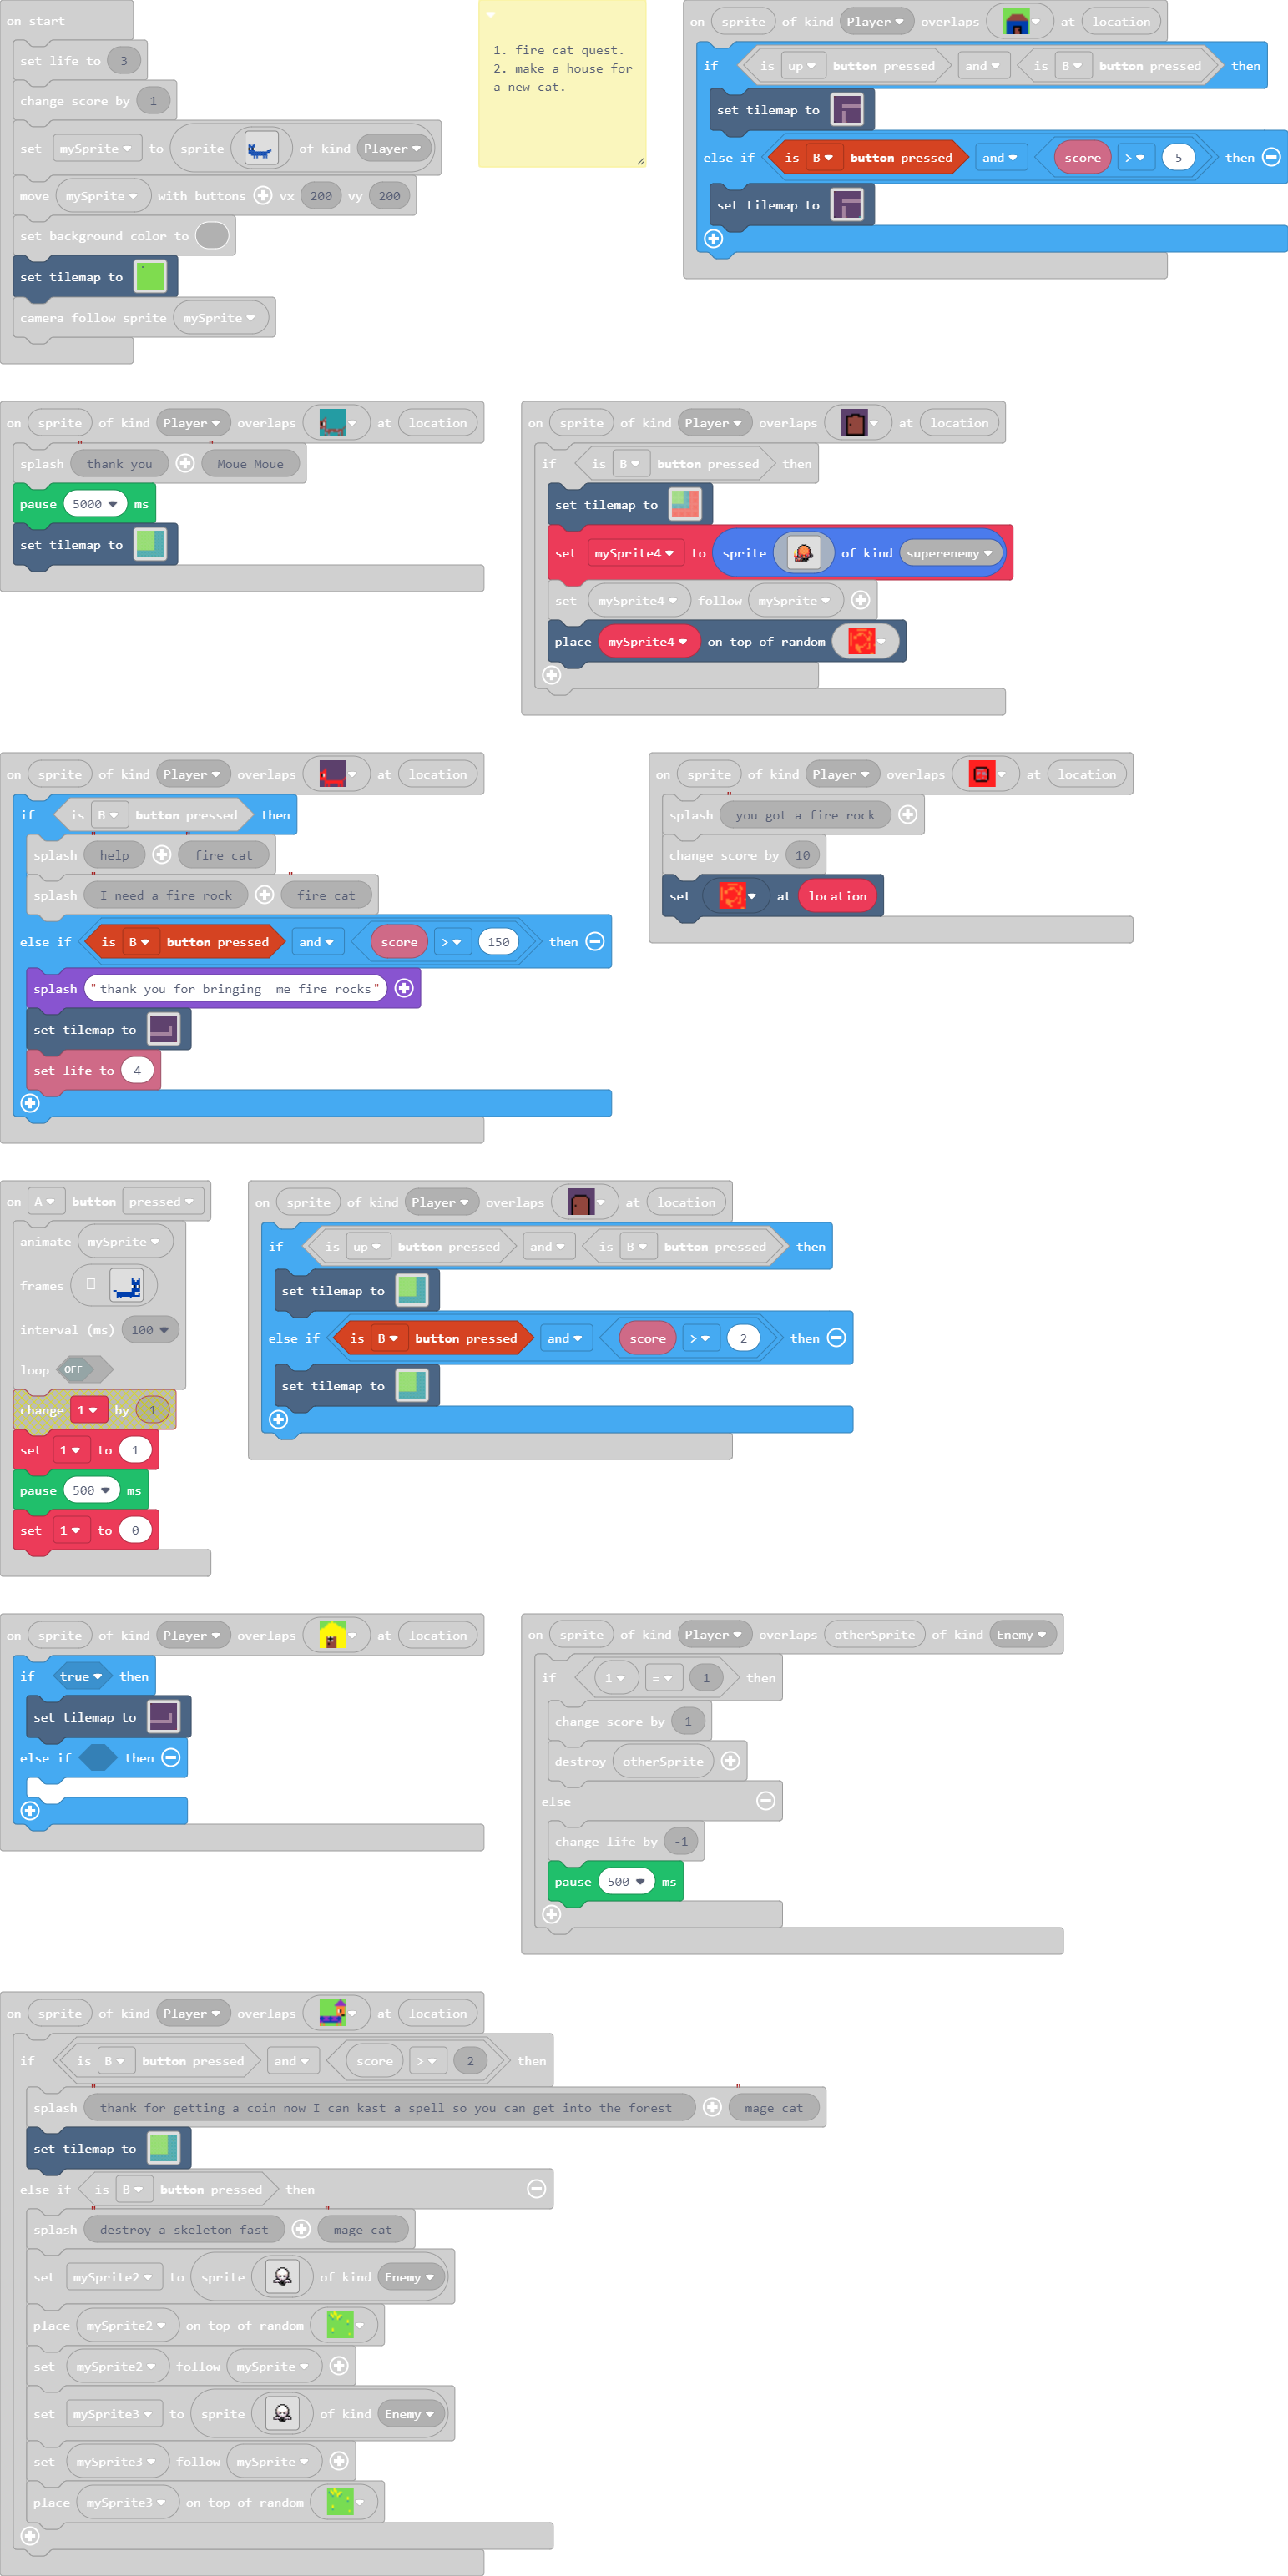 on start
set life to 3
change score by 1
set mySprite to sprite of kind Player
move mySprite with buttons vx 200 vy 200
set background color to
set tilemap to
camera follow sprite mySprite
1. fire cat quest.
2. make a house for
a new cat.
on sprite of kind Player overlaps at location
if is up button pressed and is B button pressed then
set tilemap to
else if is B button pressed and score > 5 then
set tilemap to
on sprite of kind Player overlaps at location
splash "thank you" "Moue Moue"
pause 5000 ms
set tilemap to
on sprite of kind Player overlaps at location
if is B button pressed then
set tilemap to
set mySprite4 to sprite of kind superenemy
set mySprite4 follow mySprite
place mySprite4 on top of random
on sprite of kind Player overlaps at location
if is B button pressed then
splash "help" "fire cat"
splash "I need a fire rock" "fire cat"
else if is B button pressed and score > 150 then
splash "thank you for bringing  me fire rocks"
set tilemap to
set life to 4
on sprite of kind Player overlaps at location
splash "you got a fire rock"
change score by 10
set at location
on A button pressed
animate mySprite
frames
interval (ms) 100
loop OFF
change 1 by 1
set 1 to 1
pause 500 ms
set 1 to 0
on sprite of kind Player overlaps at location
if is up button pressed and is B button pressed then
set tilemap to
else if is B button pressed and score > 2 then
set tilemap to
on sprite of kind Player overlaps at location
if true then
set tilemap to
else if then
on sprite of kind Player overlaps otherSprite of kind Enemy
if 1 = 1 then
change score by 1
destroy otherSprite
else
change life by -1
pause 500 ms
on sprite of kind Player overlaps at location
if is B button pressed and score > 2 then
splash "thank for getting a coin now I can kast a spell so you can get into the forest" "mage cat"
set tilemap to
else if is B button pressed then
splash "destroy a skeleton fast" "mage cat"
set mySprite2 to sprite of kind Enemy
place mySprite2 on top of random
set mySprite2 follow mySprite
set mySprite3 to sprite of kind Enemy
set mySprite3 follow mySprite
place mySprite3 on top of random